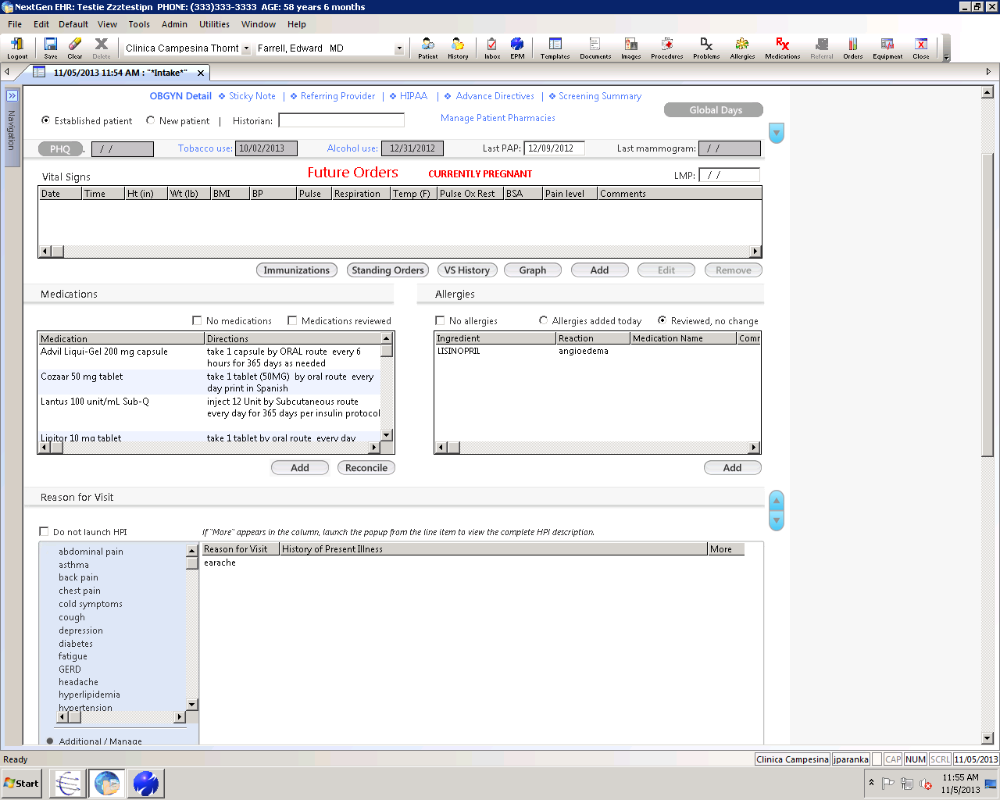 NextGen EHR: Testie Zzztestipn PHONE: (333)333-3333 AGE: 58 years 6 months
File Edit Default View Tools Admin Utilities Window Help
Clinica Campesina Thornt Farrell, Edward MD
Logout Save Clear Delete Patient History Inbox EPM Templates Documents Images Procedures Problems Allergies Medications Referral Orders Equipment Close
11/05/2013 11:54 AM : "*Intake*"
Navigation
OBGYN Detail Sticky Note | Referring Provider | HIPAA | Advance Directives | Screening Summary
Global Days
Established patient New patient | Historian: Manage Patient Pharmacies
PHQ . / / Tobacco use: 10/02/2013 Alcohol use: 12/31/2012 Last PAP: 12/09/2012 Last mammogram: / /
Vital Signs Future Orders CURRENTLY PREGNANT LMP: / /
Date Time Ht (in) Wt (lb) BMI BP Pulse Respiration Temp (F) Pulse Ox Rest BSA Pain level Comments
Immunizations Standing Orders VS History Graph Add Edit Remove
Medications
No medications Medications reviewed
Medication Directions
Advil Liqui-Gel 200 mg capsule take 1 capsule by ORAL route every 6
hours for 365 days as needed
Cozaar 50 mg tablet take 1 tablet (50MG) by oral route every
day print in Spanish
Lantus 100 unit/mL Sub-Q inject 12 Unit by Subcutaneous route
every day for 365 days per insulin protocol
Lipitor 10 mg tablet take 1 tablet by oral route every day
Add Reconcile
Allergies
No allergies Allergies added today Reviewed, no change
Ingredient Reaction Medication Name Comr
LISINOPRIL angioedema
Add
Reason for Visit
Do not launch HPI If "More" appears in the column, launch the popup from the line item to view the complete HPI description.
abdominal pain
asthma
back pain
chest pain
cold symptoms
cough
depression
diabetes
fatigue
GERD
headache
hyperlipidemia
hypertension
Additional / Manage
Reason for Visit History of Present Illness More
earache
Ready Clinica Campesina jparanka CAP NUM SCRL 11/05/2013
Start 11:55 AM
11/5/2013